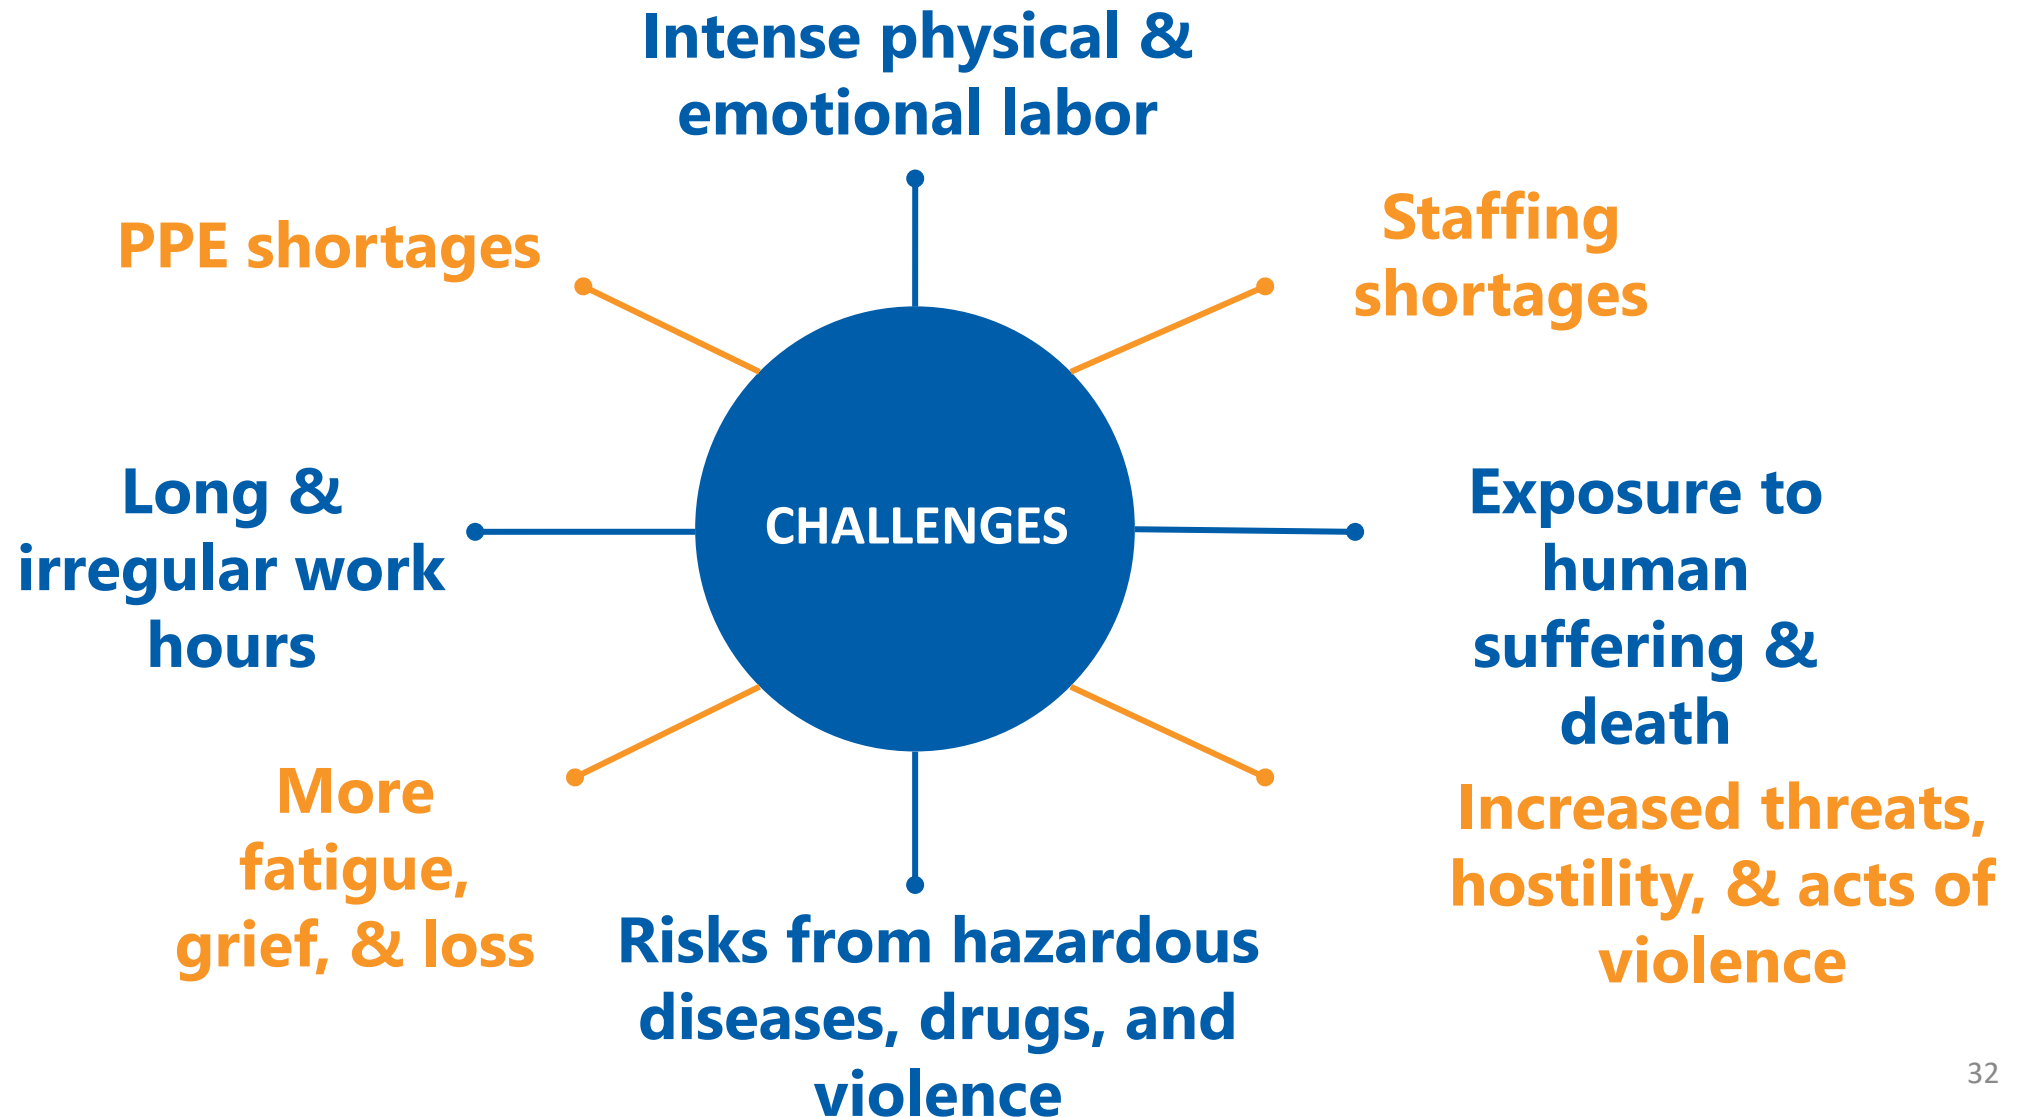 Intense physical &
emotional labor
PPE shortages
Staffing
shortages
CHALLENGES
Long &
irregular work
hours
Exposure to
human
suffering &
death
More
fatigue,
grief, & loss
Increased threats,
hostility, & acts of
violence
Risks from hazardous
diseases, drugs, and
violence
32